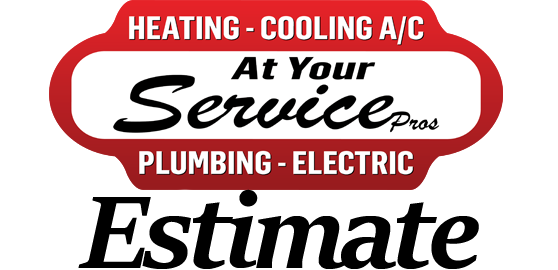 HEATING - COOLING A/C
At Your
Service Pros
PLUMBING - ELECTRIC
Estimate